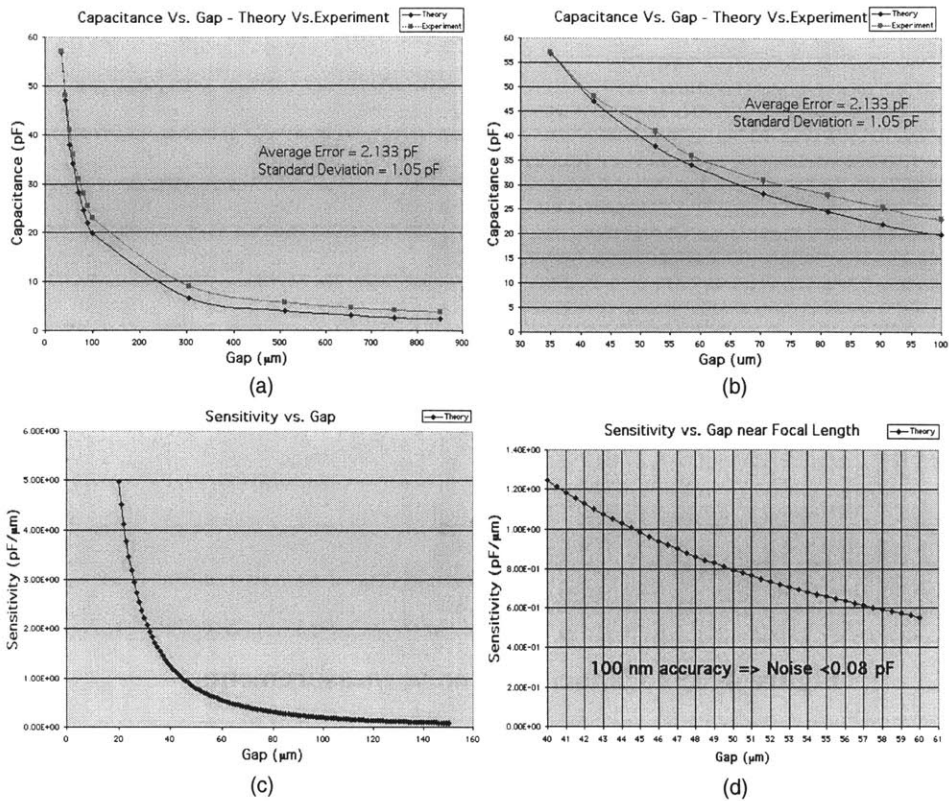 Capacitance Vs. Gap - Theory Vs.Experiment
Theory
Experiment
60
50
40
30
20
10
0
Capacitance (pF)
Average Error = 2.133 pF
Standard Deviation = 1.05 pF
0 100 200 300 400 500 600 700 800 900
Gap (μm)
(a)
Capacitance Vs. Gap - Theory Vs.Experiment
Theory
Experiment
60
55
50
45
40
35
30
25
20
15
10
5
0
Capacitance (pF)
Average Error = 2.133 pF
Standard Deviation = 1.05 pF
30 35 40 45 50 55 60 65 70 75 80 85 90 95 100
Gap (um)
(b)
Sensitivity vs. Gap
Theory
6.00E+00
5.00E+00
4.00E+00
3.00E+00
2.00E+00
1.00E+00
0.00E+00
Sensitivity (pF/μm)
0 20 40 60 80 100 120 140 160
Gap (μm)
(c)
Sensitivity vs. Gap near Focal Length
Theory
1.40E+00
1.20E+00
1.00E+00
8.00E-01
6.00E-01
4.00E-01
2.00E-01
0.00E+00
Sensitivity (pF/μm)
100 nm accuracy => Noise <0.08 pF
40 41 42 43 44 45 46 47 48 49 50 51 52 53 54 55 56 57 58 59 60 61
Gap (μm)
(d)